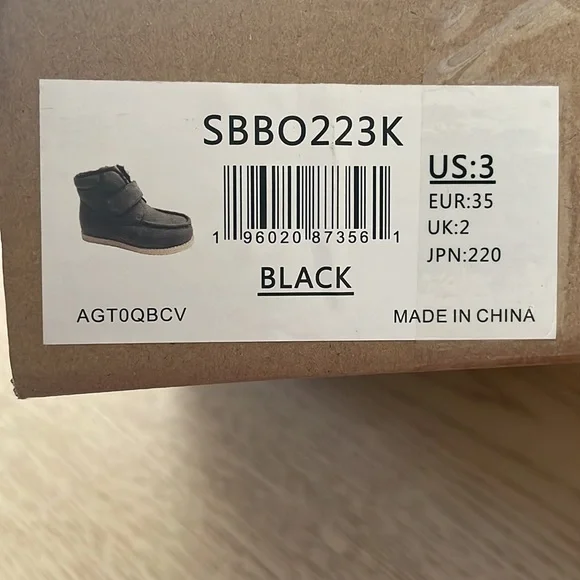 SBBO223K
US:3
EUR:35
UK:2
JPN:220
1 96020 87356 1
BLACK
AGT0QBCV
MADE IN CHINA